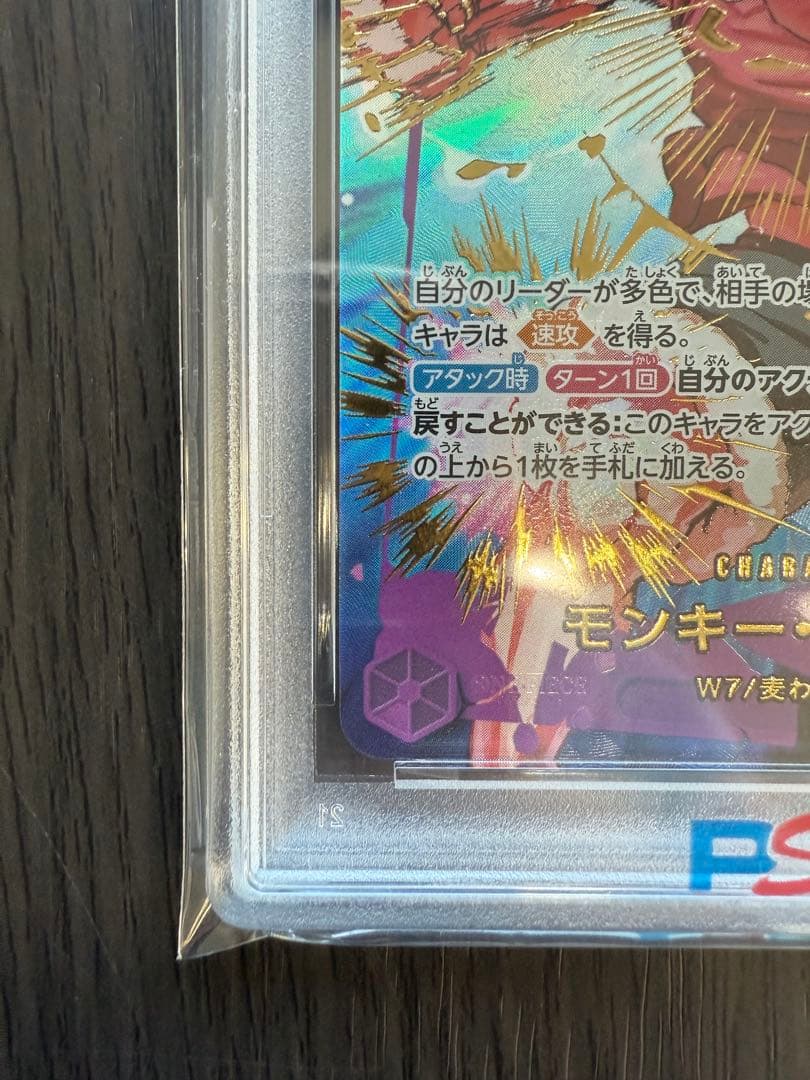 自分のリーダーが多色で、相手の場
キャラは 速攻 を得る。
アタック時 ターン1回 自分のアク
戻すことができる:このキャラをアク
の上から1枚を手札に加える。
CHARA
モンキー・
W7/麦わ
ONE PIECE
21
PS